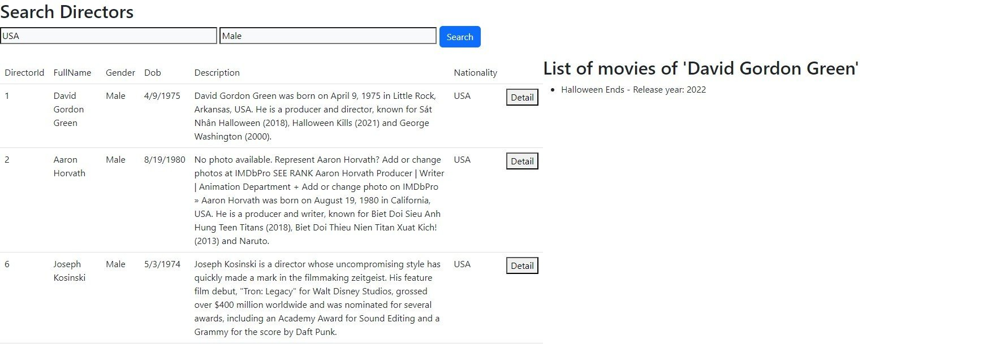 Search Directors
USA Male Search
DirectorId FullName Gender Dob Description Nationality
1 David Gordon Green Male 4/9/1975 David Gordon Green was born on April 9, 1975 in Little Rock,
Arkansas, USA. He is a producer and director, known for Sát
Nhân Halloween (2018), Halloween Kills (2021) and George
Washington (2000).
USA Detail
2 Aaron Horvath Male 8/19/1980 No photo available. Represent Aaron Horvath? Add or change
photos at IMDbPro SEE RANK Aaron Horvath Producer | Writer
| Animation Department + Add or change photo on IMDbPro
» Aaron Horvath was born on August 19, 1980 in California,
USA. He is a producer and writer, known for Biet Doi Sieu Anh
Hung Teen Titans (2018), Biet Doi Thieu Nien Titan Xuat Kich!
(2013) and Naruto.
USA Detail
6 Joseph Kosinski Male 5/3/1974 Joseph Kosinski is a director whose uncompromising style has
quickly made a mark in the filmmaking zeitgeist. His feature
film debut, "Tron: Legacy" for Walt Disney Studios, grossed
over $400 million worldwide and was nominated for several
awards, including an Academy Award for Sound Editing and a
Grammy for the score by Daft Punk.
USA Detail
List of movies of 'David Gordon Green'
• Halloween Ends - Release year: 2022